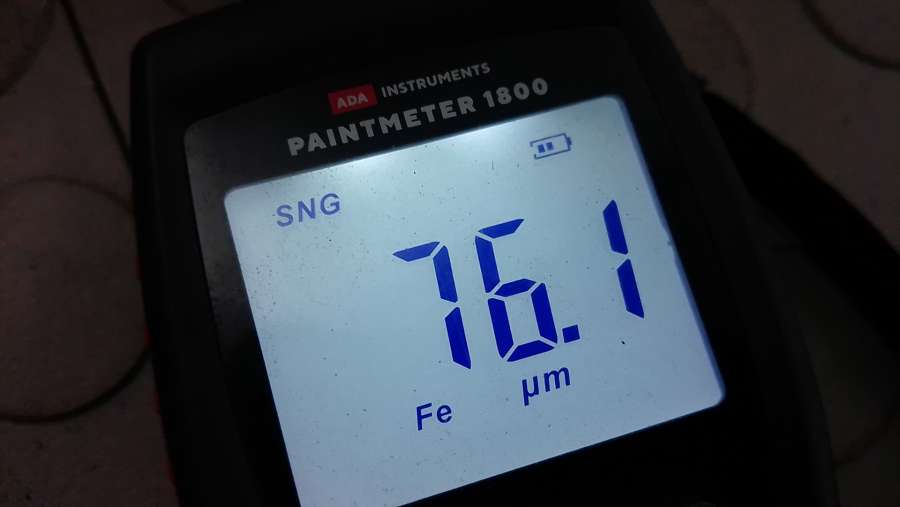 ADA INSTRUMENTS
PAINTMETER 1800
SNG
76.1
Fe µm